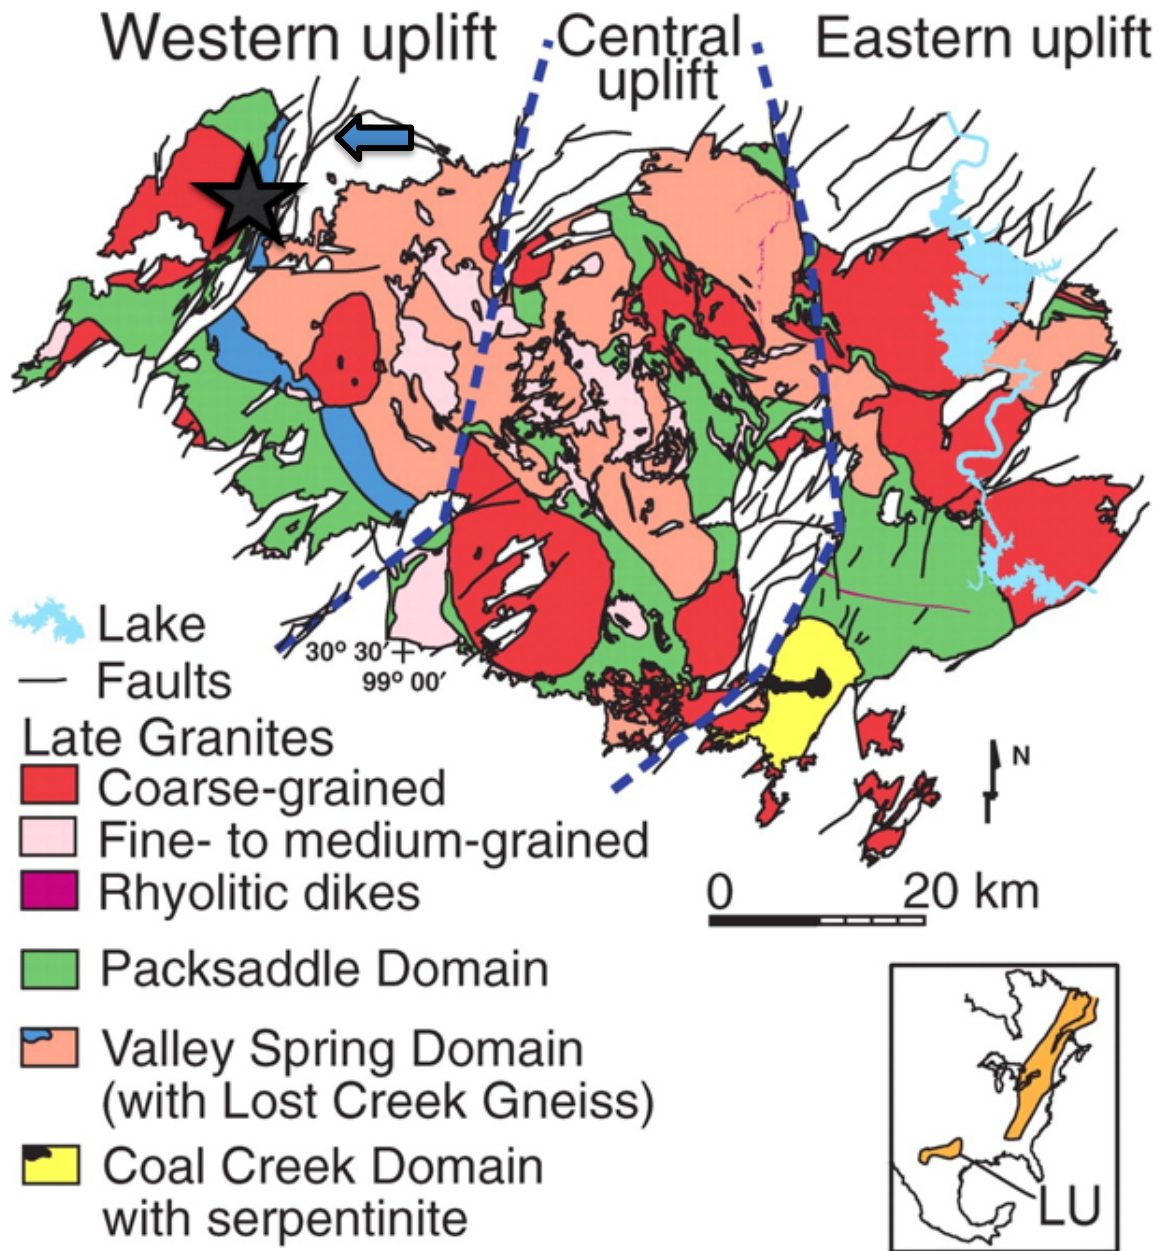 Western uplift
Central
uplift
Eastern uplift
Lake
Faults
30º 30′
99º 00′
Late Granites
Coarse-grained
Fine- to medium-grained
Rhyolitic dikes
Packsaddle Domain
Valley Spring Domain
(with Lost Creek Gneiss)
Coal Creek Domain
with serpentinite
N
0 20 km
LU